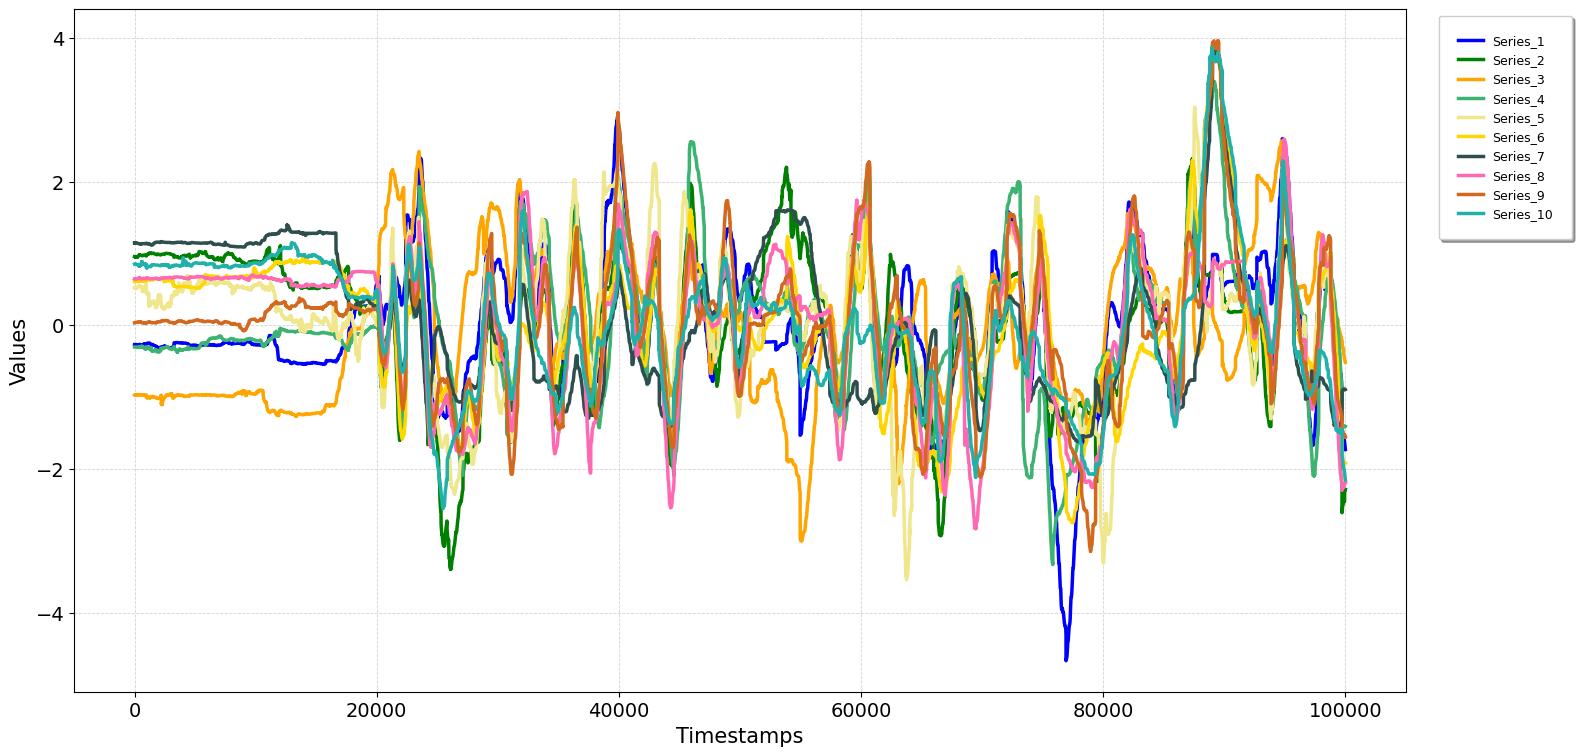 Series_1
Series_2
Series_3
Series_4
Series_5
Series_6
Series_7
Series_8
Series_9
Series_10
Values
4
2
0
−2
−4
0 20000 40000 60000 80000 100000
Timestamps